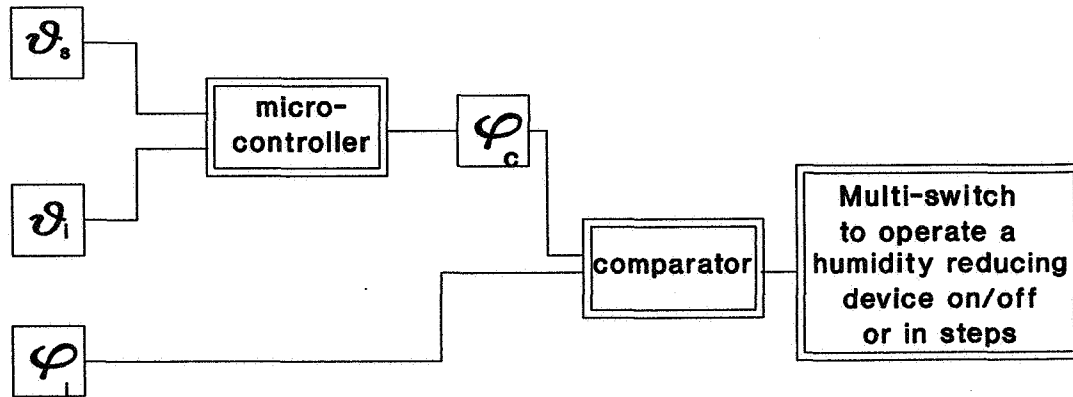 ϑs
micro-
controller
φc
ϑi
Multi-switch
to operate a
humidity reducing
device on/off
or in steps
comparator
φi